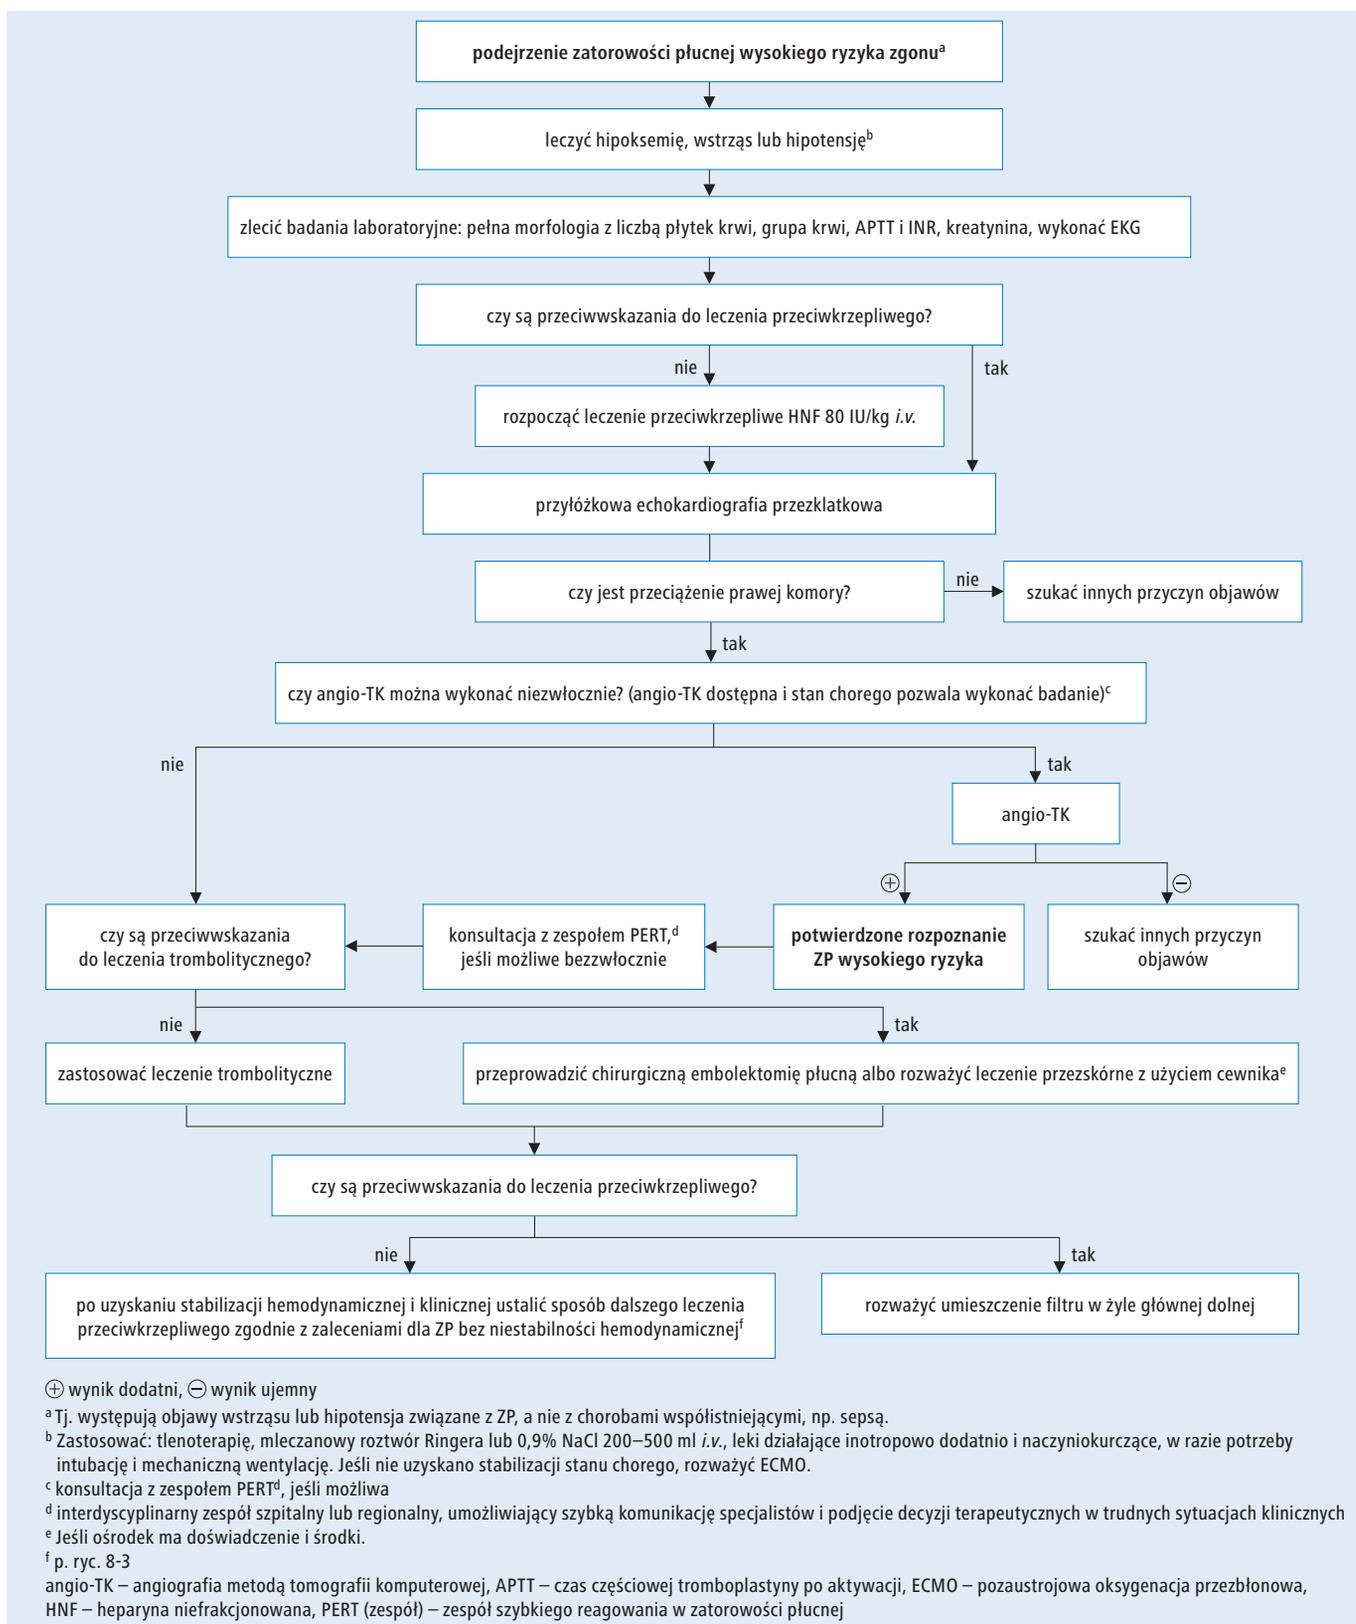 podejrzenie zatorowości płucnej wysokiego ryzyka zgonuᵃ
leczyć hipoksemię, wstrząs lub hipotensjęᵇ
zlecić badania laboratoryjne: pełna morfologia z liczbą płytek krwi, grupa krwi, APTT i INR, kreatynina, wykonać EKG
czy są przeciwwskazania do leczenia przeciwkrzepliwego?
nie
tak
rozpocząć leczenie przeciwkrzepliwe HNF 80 IU/kg i.v.
przyłóżkowa echokardiografia przezklatkowa
czy jest przeciążenie prawej komory?
nie
szukać innych przyczyn objawów
tak
czy angio-TK można wykonać niezwłocznie? (angio-TK dostępna i stan chorego pozwala wykonać badanie)ᶜ
nie
tak
angio-TK
⊕
⊖
czy są przeciwwskazania
do leczenia trombolitycznego?
konsultacja z zespołem PERT,ᵈ
jeśli możliwe bezzwłocznie
potwierdzone rozpoznanie
ZP wysokiego ryzyka
szukać innych przyczyn
objawów
nie
tak
zastosować leczenie trombolityczne
przeprowadzić chirurgiczną embolektomię płucną albo rozważyć leczenie przezskórne z użyciem cewnikaᵉ
czy są przeciwwskazania do leczenia przeciwkrzepliwego?
nie
tak
po uzyskaniu stabilizacji hemodynamicznej i klinicznej ustalić sposób dalszego leczenia
przeciwkrzepliwego zgodnie z zaleceniami dla ZP bez niestabilności hemodynamicznejᶠ
rozważyć umieszczenie filtru w żyle głównej dolnej
⊕ wynik dodatni, ⊖ wynik ujemny
ᵃ Tj. występują objawy wstrząsu lub hipotensja związane z ZP, a nie z chorobami współistniejącymi, np. sepsą.
ᵇ Zastosować: tlenoterapię, mleczanowy roztwór Ringera lub 0,9% NaCl 200–500 ml i.v., leki działające inotropowo dodatnio i naczyniokurczące, w razie potrzeby
intubację i mechaniczną wentylację. Jeśli nie uzyskano stabilizacji stanu chorego, rozważyć ECMO.
ᶜ konsultacja z zespołem PERTᵈ, jeśli możliwa
ᵈ interdyscyplinarny zespół szpitalny lub regionalny, umożliwiający szybką komunikację specjalistów i podjęcie decyzji terapeutycznych w trudnych sytuacjach klinicznych
ᵉ Jeśli ośrodek ma doświadczenie i środki.
ᶠ p. ryc. 8-3
angio-TK – angiografia metodą tomografii komputerowej, APTT – czas częściowej tromboplastyny po aktywacji, ECMO – pozaustrojowa oksygenacja przezbłonowa,
HNF – heparyna niefrakcjonowana, PERT (zespół) – zespół szybkiego reagowania w zatorowości płucnej